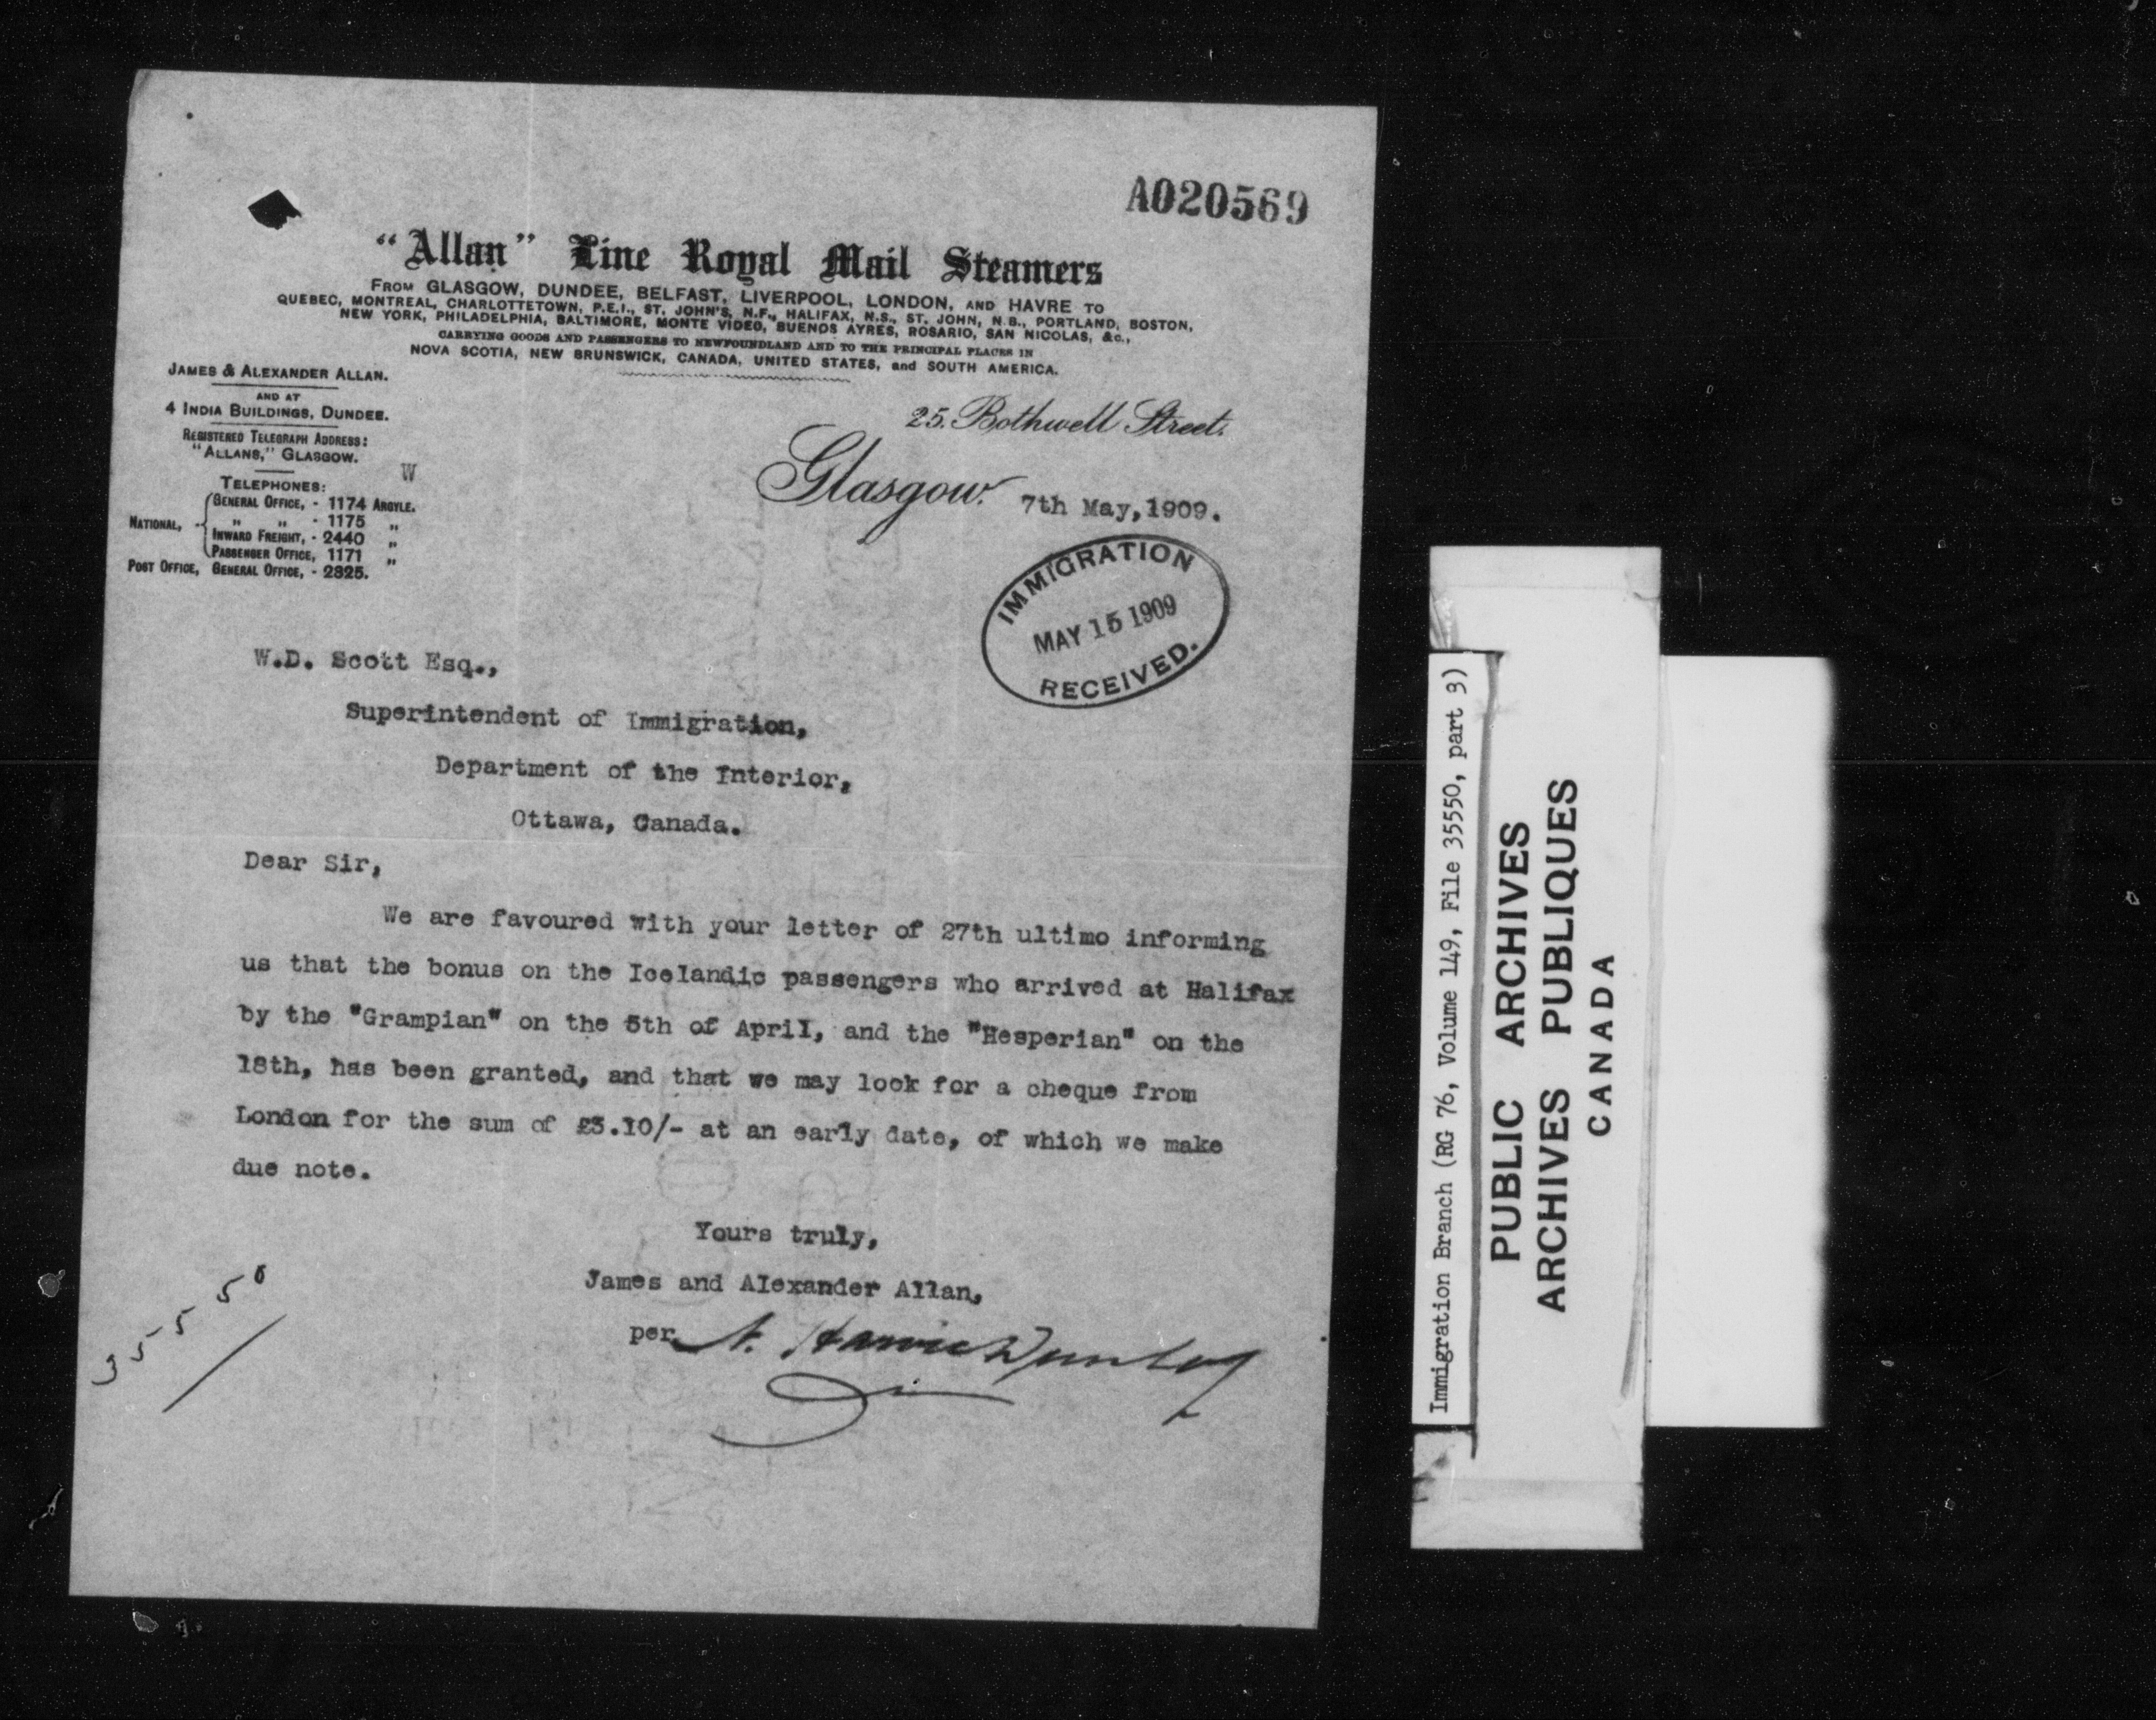 A020569
"Allan" Line Royal Mail Steamers
FROM GLASGOW, DUNDEE, BELFAST, LIVERPOOL, LONDON, AND HAVRE TO
QUEBEC, MONTREAL, CHARLOTTETOWN, P.E.I., ST. JOHN'S, N.F., HALIFAX, N.S., ST. JOHN, N.B., PORTLAND, BOSTON,
NEW YORK, PHILADELPHIA, BALTIMORE, MONTE VIDEO, BUENOS AYRES, ROSARIO, SAN NICOLAS, &c.,
CARRYING GOODS AND PASSENGERS TO NEWFOUNDLAND AND TO THE PRINCIPAL PLACES IN
NOVA SCOTIA, NEW BRUNSWICK, CANADA, UNITED STATES, and SOUTH AMERICA.
JAMES & ALEXANDER ALLAN.
AND AT
4 INDIA BUILDINGS, DUNDEE.
REGISTERED TELEGRAPH ADDRESS:
"ALLANS," GLASGOW.
W
TELEPHONES:
NATIONAL, - GENERAL OFFICE, - 1174 ARGYLE.
" " - 1175 "
INWARD FREIGHT, - 2440 "
PASSENGER OFFICE, 1171 "
POST OFFICE, GENERAL OFFICE, - 2325.
25. Bothwell Street.
Glasgow. 7th May, 1909.
IMMIGRATION
MAY 15 1909
RECEIVED.
W.D. Scott Esq.,
Superintendent of Immigration,
Department of the Interior,
Ottawa, Canada.
Dear Sir,
We are favoured with your letter of 27th ultimo informing
us that the bonus on the Icelandic passengers who arrived at Halifax
by the "Grampian" on the 5th of April, and the "Hesperian" on the
18th, has been granted, and that we may look for a cheque from
London for the sum of £3.10/- at an early date, of which we make
due note.
Yours truly,
James and Alexander Allan,
per
35550
Immigration Branch (RG 76, Volume 149, File 35550, part 3)
PUBLIC ARCHIVES
ARCHIVES PUBLIQUES
CANADA